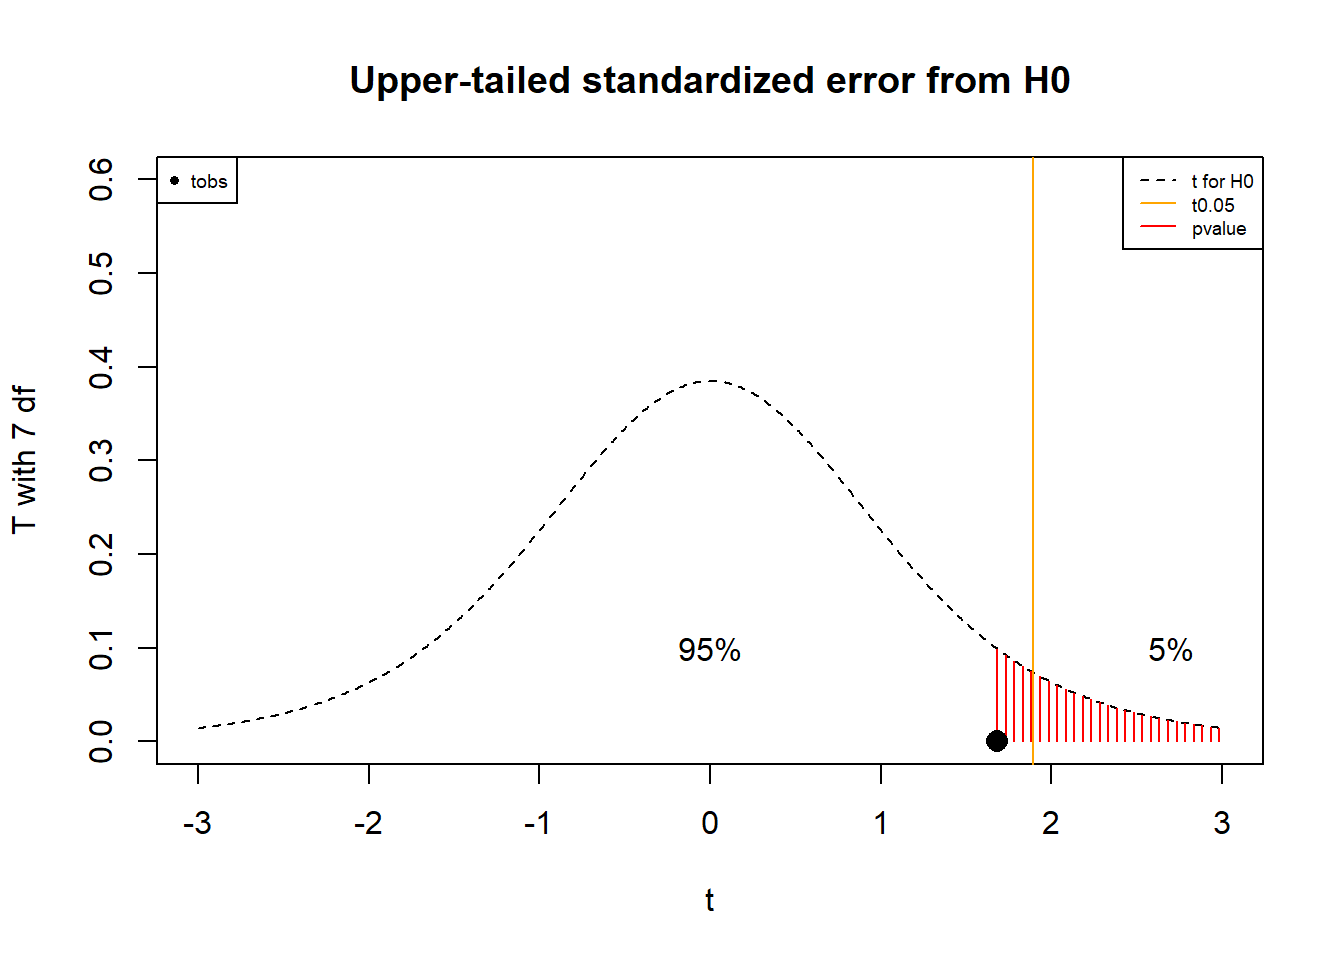 Upper-tailed standardized error from H0
tobs
t for H0
t0.05
pvalue
T with 7 df
0.6
0.5
0.4
0.3
0.2
0.1
0.0
95%
5%
-3 -2 -1 0 1 2 3
t